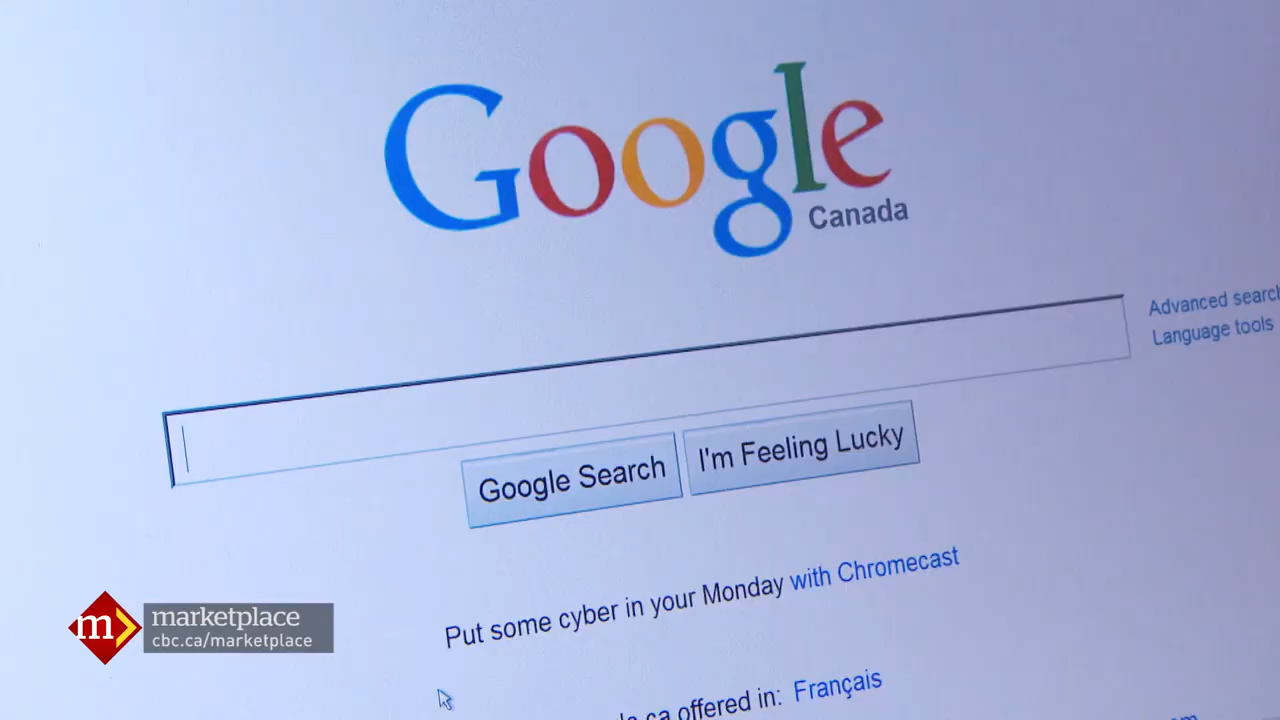 Google
Canada
Advanced search
Language tools
Google Search
I'm Feeling Lucky
Put some cyber in your Monday with Chromecast
ca offered in: Français
m
marketplace
cbc.ca/marketplace